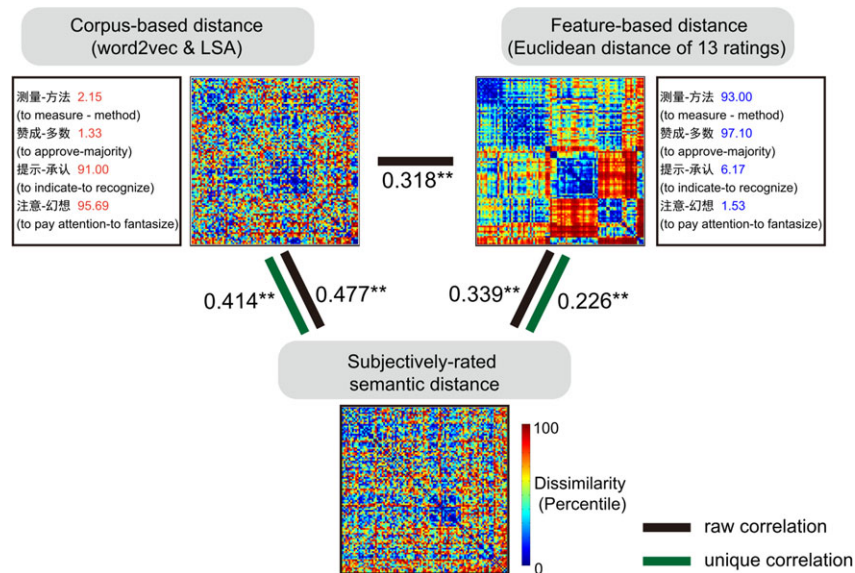 Corpus-based distance
(word2vec & LSA)
Feature-based distance
(Euclidean distance of 13 ratings)
测量-方法 2.15
(to measure - method)
赞成-多数 1.33
(to approve-majority)
提示-承认 91.00
(to indicate-to recognize)
注意-幻想 95.69
(to pay attention-to fantasize)
0.318**
测量-方法 93.00
(to measure - method)
赞成-多数 97.10
(to approve-majority)
提示-承认 6.17
(to indicate-to recognize)
注意-幻想 1.53
(to pay attention-to fantasize)
0.414**
0.477**
0.339**
0.226**
Subjectively-rated
semantic distance
100
Dissimilarity
(Percentile)
0
raw correlation
unique correlation